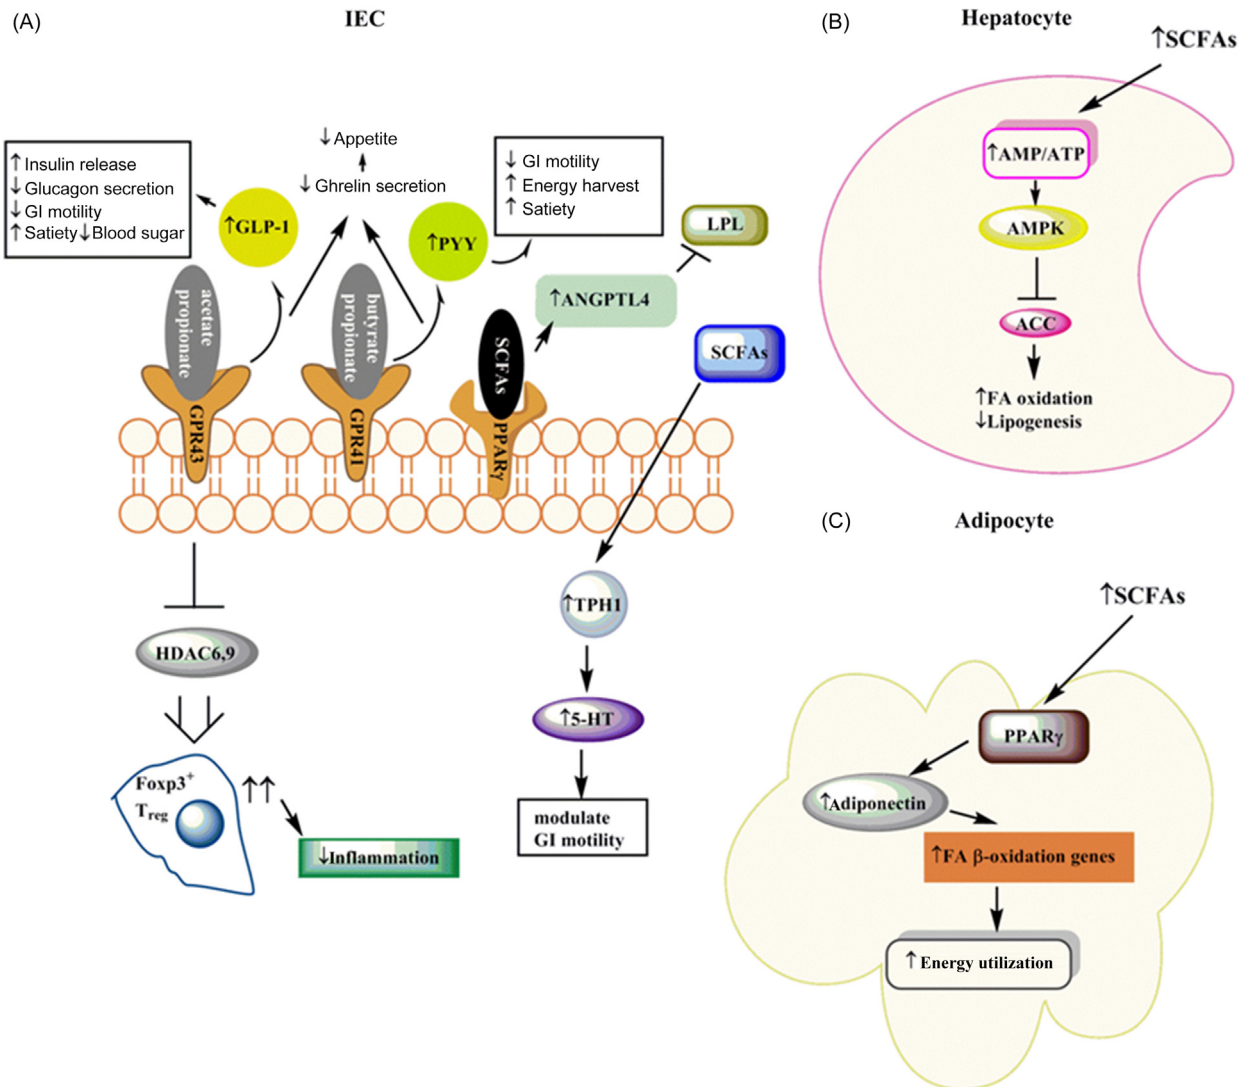 (A)
IEC
↓ Appetite
↓ Ghrelin secretion
↑ Insulin release
↓ Glucagon secretion
↓ GI motility
↑ Satiety↓Blood sugar
↑GLP-1
↑PYY
↓ GI motility
↑ Energy harvest
↑ Satiety
LPL
↑ANGPTL4
SCFAs
acetate
propionate
butyrate
propionate
SCFAs
GPR43
GPR41
PPARγ
HDAC6,9
Foxp3+
Treg
↑↑
↓Inflammation
↑TPH1
↑5-HT
modulate
GI motility
(B)
Hepatocyte
↑SCFAs
↑AMP/ATP
AMPK
ACC
↑FA oxidation
↓Lipogenesis
(C)
Adipocyte
↑SCFAs
PPARγ
↑Adiponectin
↑FA β-oxidation genes
↑ Energy utilization